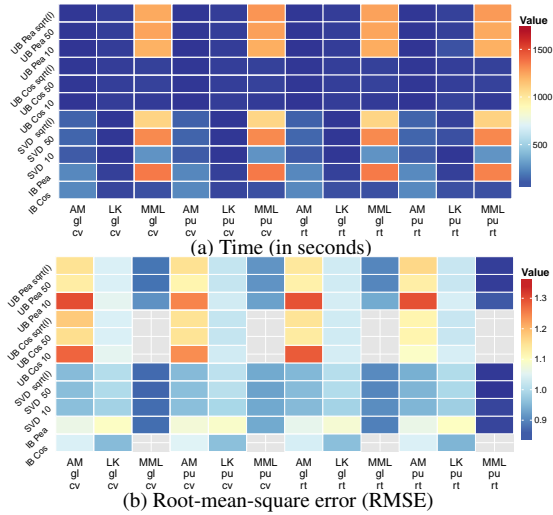 UB Pea sqrt(t)
UB Pea 50
UB Pea 10
UB Cos sqrt(t)
UB Cos 50
UB Cos 10
SVD sqrt(t)
SVD 50
SVD 10
IB Pea
IB Cos
Value
1500
1000
500
AM LK MML AM LK MML AM LK MML AM LK MML
gl gl gl pu pu pu gl gl gl pu pu pu
cv cv cv cv cv cv rt rt rt rt rt rt
(a) Time (in seconds)
UB Pea sqrt(t)
UB Pea 50
UB Pea 10
UB Cos sqrt(t)
UB Cos 50
UB Cos 10
SVD sqrt(t)
SVD 50
SVD 10
IB Pea
IB Cos
Value
1.3
1.2
1.1
1.0
0.9
AM LK MML AM LK MML AM LK MML AM LK MML
gl gl gl pu pu pu gl gl gl pu pu pu
cv cv cv cv cv cv rt rt rt rt rt rt
(b) Root-mean-square error (RMSE)